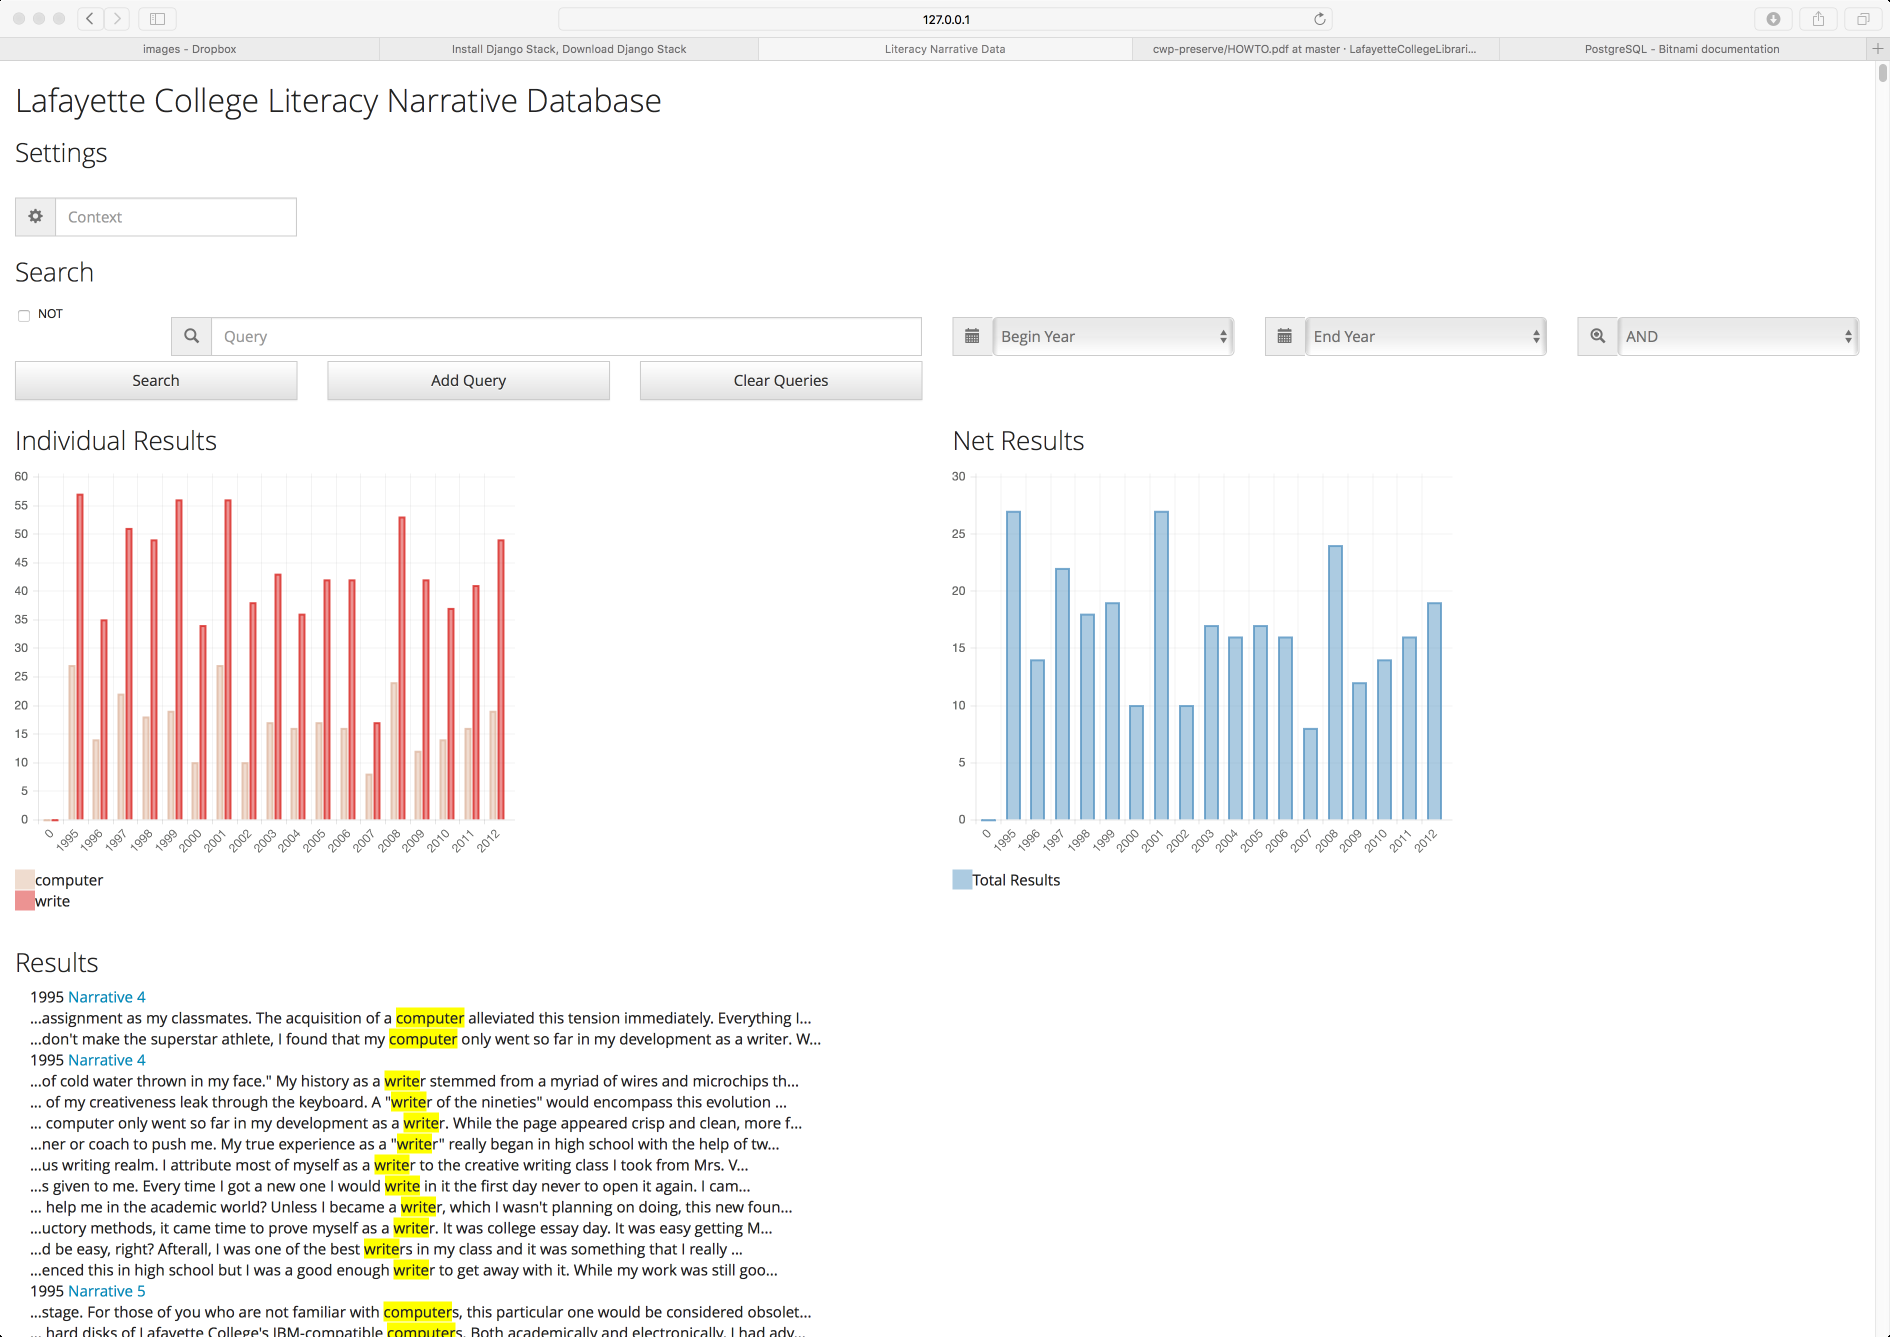 127.0.0.1
images - Dropbox
Install Django Stack, Download Django Stack
Literacy Narrative Data
cwp-preserve/HOWTO.pdf at master · LafayetteCollegeLibrari...
PostgreSQL - Bitnami documentation
Lafayette College Literacy Narrative Database
Settings
Context
Search
NOT
Query
Begin Year
End Year
AND
Search
Add Query
Clear Queries
Individual Results
60
55
50
45
40
35
30
25
20
15
10
5
0
0 1995 1996 1997 1998 1999 2000 2001 2002 2003 2004 2005 2006 2007 2008 2009 2010 2011 2012
computer
write
Net Results
30
25
20
15
10
5
0
0 1995 1996 1997 1998 1999 2000 2001 2002 2003 2004 2005 2006 2007 2008 2009 2010 2011 2012
Total Results
Results
1995 Narrative 4
...assignment as my classmates. The acquisition of a computer alleviated this tension immediately. Everything I...
...don't make the superstar athlete, I found that my computer only went so far in my development as a writer. W...
1995 Narrative 4
...of cold water thrown in my face." My history as a writer stemmed from a myriad of wires and microchips th...
... of my creativeness leak through the keyboard. A "writer of the nineties" would encompass this evolution ...
... computer only went so far in my development as a writer. While the page appeared crisp and clean, more f...
...ner or coach to push me. My true experience as a "writer" really began in high school with the help of tw...
...us writing realm. I attribute most of myself as a writer to the creative writing class I took from Mrs. V...
...s given to me. Every time I got a new one I would write in it the first day never to open it again. I cam...
... help me in the academic world? Unless I became a writer, which I wasn't planning on doing, this new foun...
...uctory methods, it came time to prove myself as a writer. It was college essay day. It was easy getting M...
...d be easy, right? Afterall, I was one of the best writers in my class and it was something that I really ...
...enced this in high school but I was a good enough writer to get away with it. While my work was still goo...
1995 Narrative 5
...stage. For those of you who are not familiar with computers, this particular one would be considered obsolet...
... hard disks of Lafayette College's IBM-compatible computers. Both academically and electronically, I had adv...